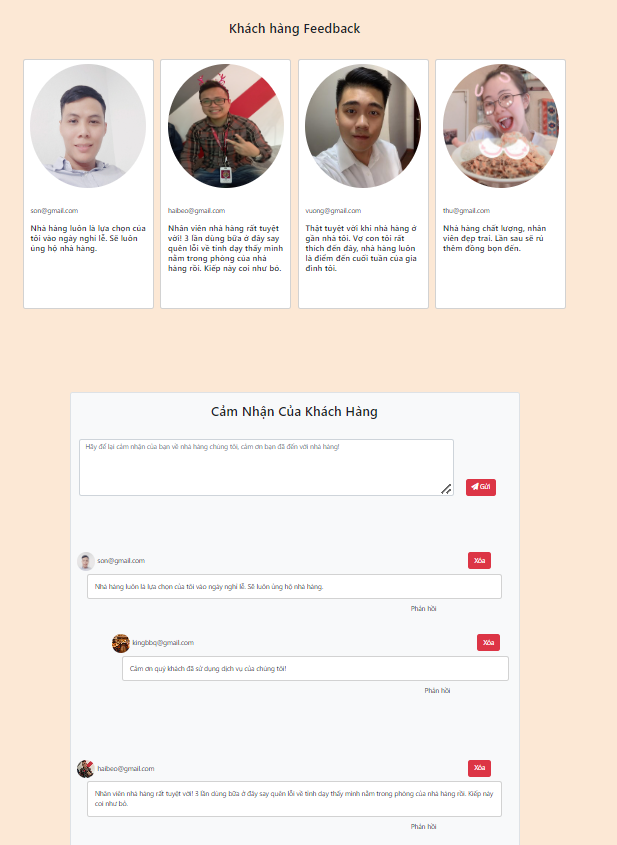 Khách hàng Feedback
son@gmail.com
Nhà hàng luôn là lựa chọn của
tôi vào ngày nghỉ lễ. Sẽ luôn
ủng hộ nhà hàng.
haibeo@gmail.com
Nhân viên nhà hàng rất tuyệt
vời! 3 lần dùng bữa ở đây say
quên lỗi về tỉnh dạy thấy mình
nằm trong phòng của nhà
hàng rồi. Kiếp này coi như bỏ.
vuong@gmail.com
Thật tuyệt vời khi nhà hàng ở
gần nhà tôi. Vợ con tôi rất
thích đến đây, nhà hàng luôn
là điểm đến cuối tuần của gia
đình tôi.
thu@gmail.com
Nhà hàng chất lượng, nhân
viên đẹp trai. Lần sau sẽ rủ
thêm đồng bọn đến.
Cảm Nhận Của Khách Hàng
Hãy để lại cảm nhận của bạn về nhà hàng chúng tôi, cảm ơn bạn đã đến với nhà hàng!
Gửi
son@gmail.com
Xóa
Nhà hàng luôn là lựa chọn của tôi vào ngày nghỉ lễ. Sẽ luôn ủng hộ nhà hàng.
Phản hồi
kingbbq@gmail.com
Xóa
Cảm ơn quý khách đã sử dụng dịch vụ của chúng tôi!
Phản hồi
haibeo@gmail.com
Xóa
Nhân viên nhà hàng rất tuyệt vời! 3 lần dùng bữa ở đây say quên lỗi về tỉnh dạy thấy mình nằm trong phòng của nhà hàng rồi. Kiếp này
coi như bỏ.
Phản hồi